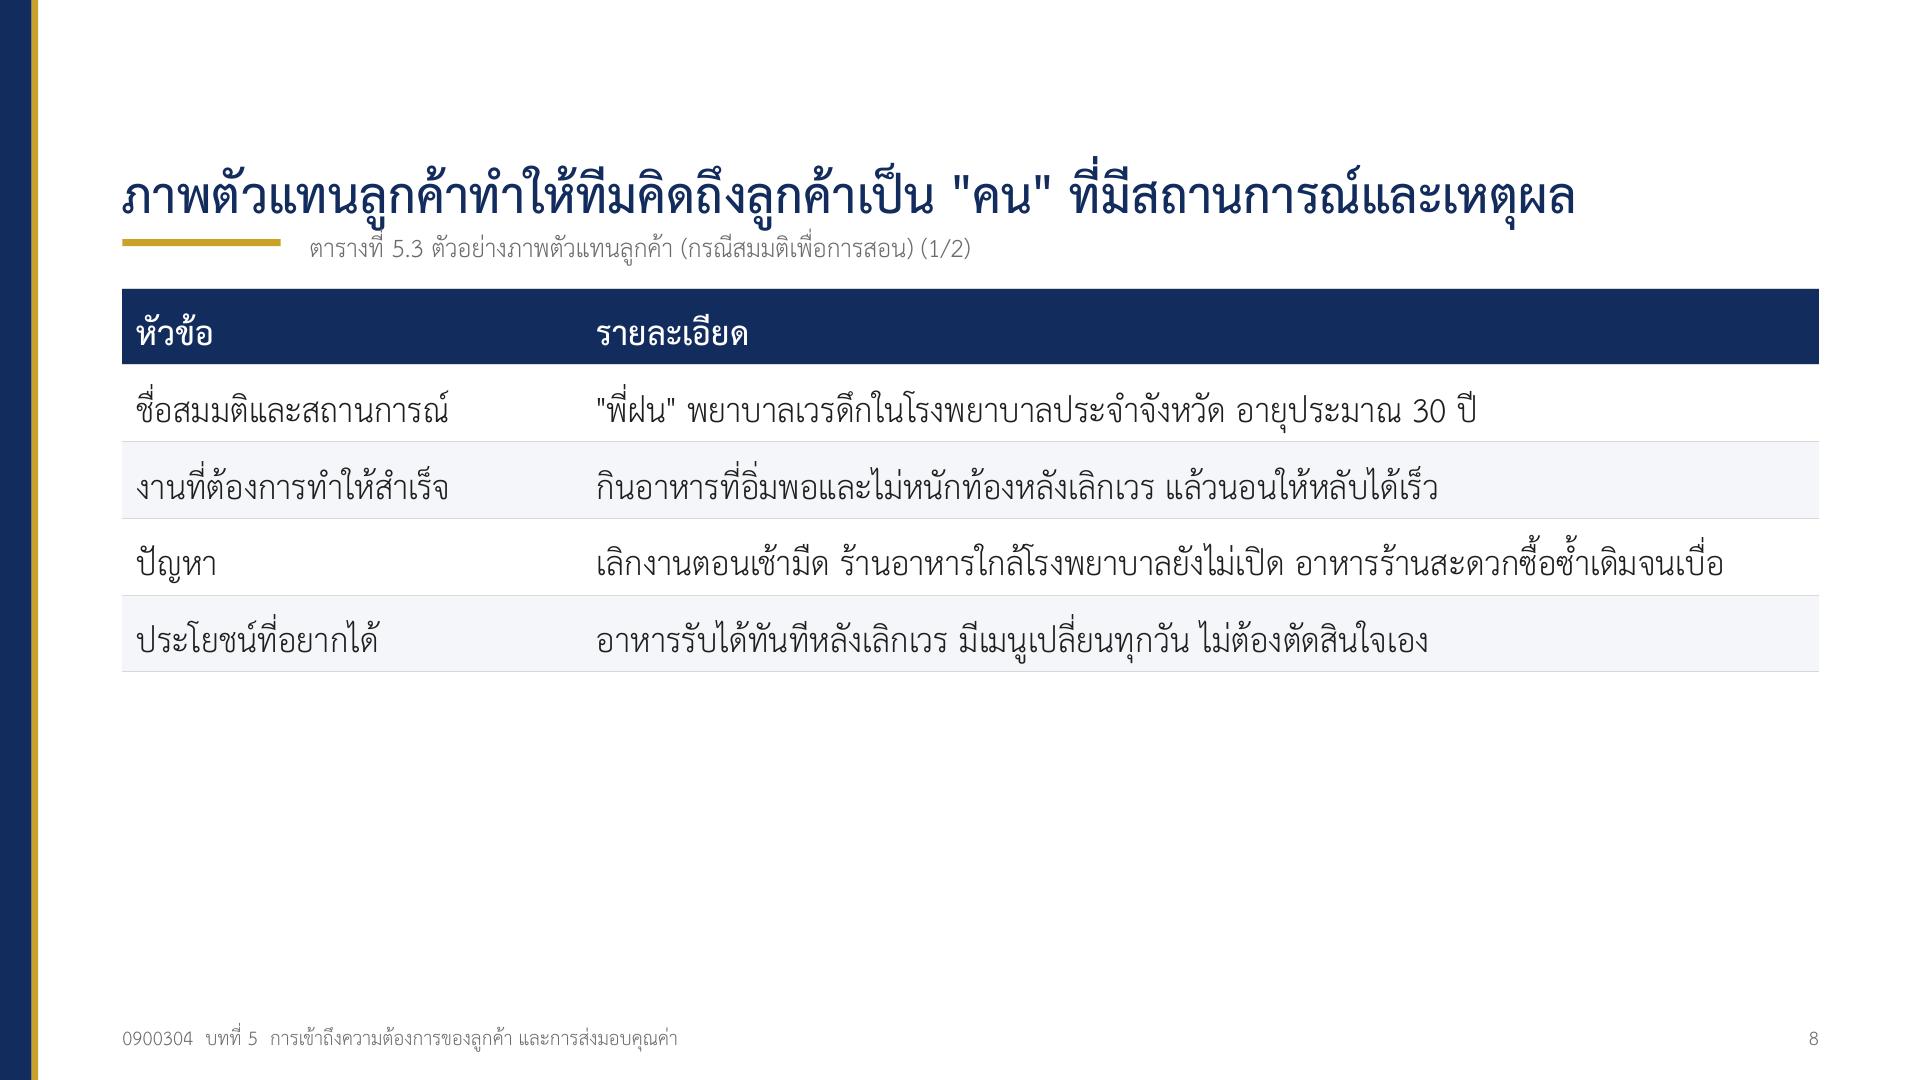 ภาพตัวแทนลูกค้าทำให้ทีมคิดถึงลูกค้าเป็น "คน" ที่มีสถานการณ์และเหตุผล
ตารางที่ 5.3 ตัวอย่างภาพตัวแทนลูกค้า (กรณีสมมติเพื่อการสอน) (1/2)
หัวข้อ รายละเอียด
ชื่อสมมติและสถานการณ์ "พี่ฝน" พยาบาลเวรดึกในโรงพยาบาลประจำจังหวัด อายุประมาณ 30 ปี
งานที่ต้องการทำให้สำเร็จ กินอาหารที่อิ่มพอและไม่หนักท้องหลังเลิกเวร แล้วนอนให้หลับได้เร็ว
ปัญหา เลิกงานตอนเช้ามืด ร้านอาหารใกล้โรงพยาบาลยังไม่เปิด อาหารร้านสะดวกซื้อซ้ำเดิมจนเบื่อ
ประโยชน์ที่อยากได้ อาหารรับได้ทันทีหลังเลิกเวร มีเมนูเปลี่ยนทุกวัน ไม่ต้องตัดสินใจเอง
0900304 บทที่ 5 การเข้าถึงความต้องการของลูกค้า และการส่งมอบคุณค่า 8